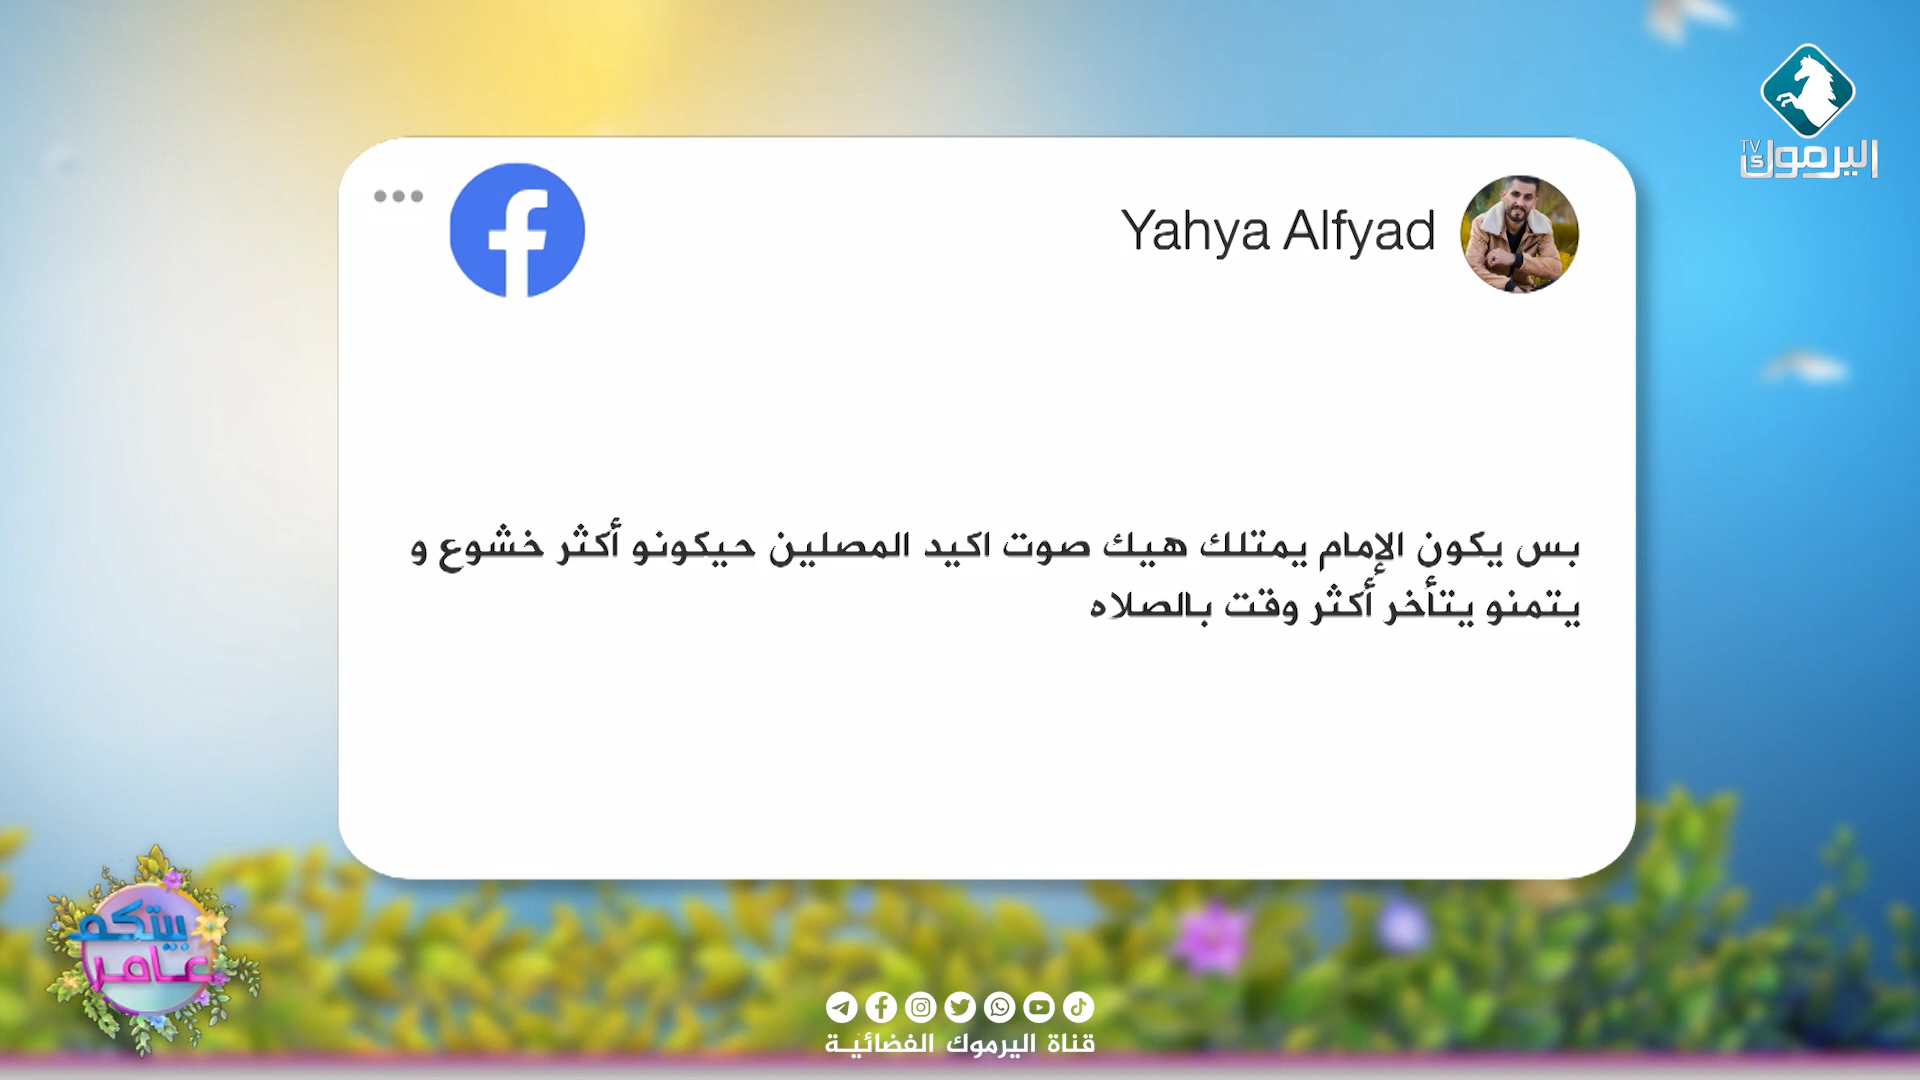 اليرموك
TV
Yahya Alfyad
بس يكون الإمام يمتلك هيك صوت اكيد المصلين حيكونو أكثر خشوع و
يتمنو يتأخر أكثر وقت بالصلاه
بيتكم
عامر
قناة اليرموك الفضائيـة